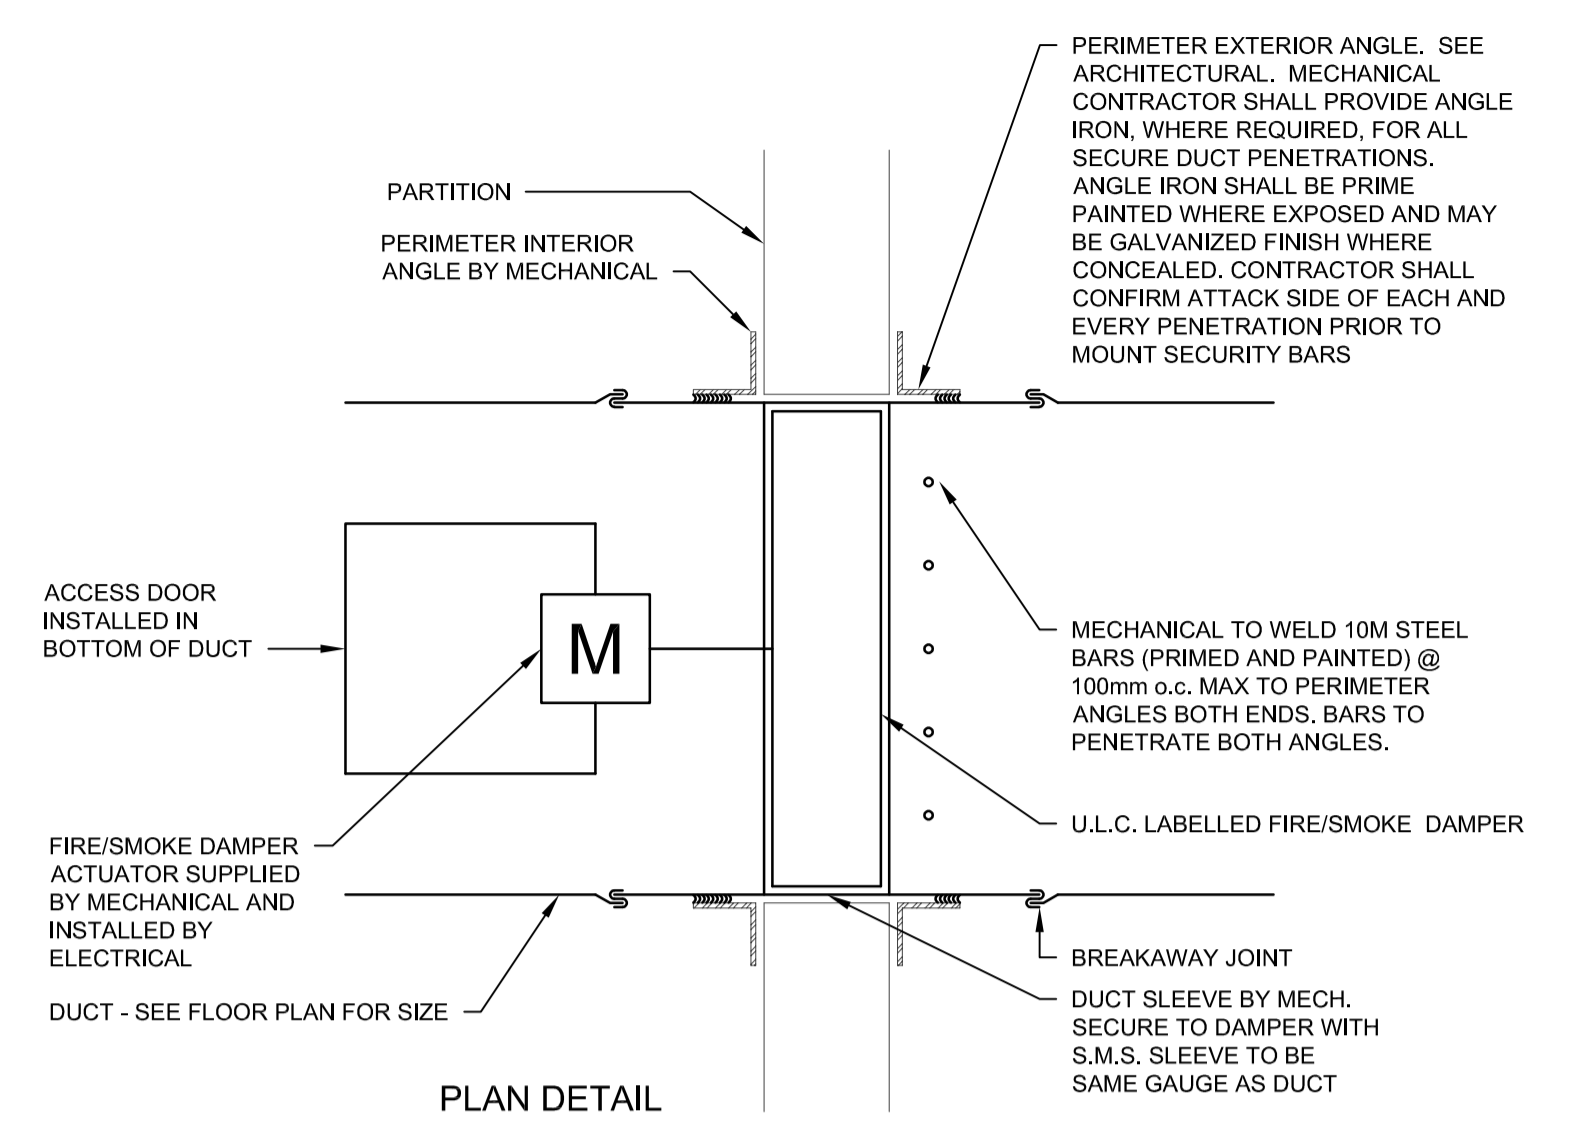 PERIMETER EXTERIOR ANGLE. SEE
ARCHITECTURAL. MECHANICAL
CONTRACTOR SHALL PROVIDE ANGLE
IRON, WHERE REQUIRED, FOR ALL
SECURE DUCT PENETRATIONS.
ANGLE IRON SHALL BE PRIME
PAINTED WHERE EXPOSED AND MAY
BE GALVANIZED FINISH WHERE
CONCEALED. CONTRACTOR SHALL
CONFIRM ATTACK SIDE OF EACH AND
EVERY PENETRATION PRIOR TO
MOUNT SECURITY BARS
PARTITION
PERIMETER INTERIOR
ANGLE BY MECHANICAL
ACCESS DOOR
INSTALLED IN
BOTTOM OF DUCT
M
MECHANICAL TO WELD 10M STEEL
BARS (PRIMED AND PAINTED) @
100mm o.c. MAX TO PERIMETER
ANGLES BOTH ENDS. BARS TO
PENETRATE BOTH ANGLES.
U.L.C. LABELLED FIRE/SMOKE DAMPER
FIRE/SMOKE DAMPER
ACTUATOR SUPPLIED
BY MECHANICAL AND
INSTALLED BY
ELECTRICAL
BREAKAWAY JOINT
DUCT - SEE FLOOR PLAN FOR SIZE
DUCT SLEEVE BY MECH.
SECURE TO DAMPER WITH
S.M.S. SLEEVE TO BE
SAME GAUGE AS DUCT
PLAN DETAIL